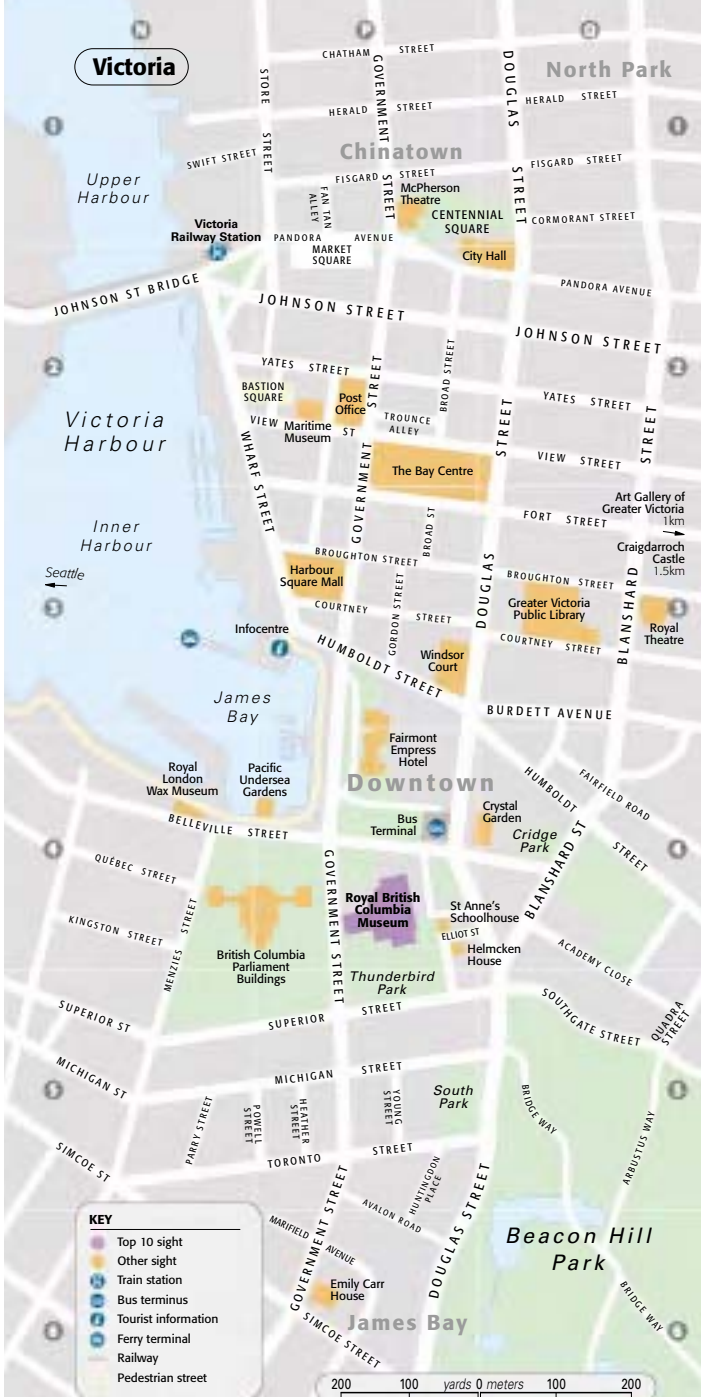 N
P
Q
Victoria
CHATHAM STREET
North Park
STORE STREET
GOVERNMENT STREET
DOUGLAS STREET
HERALD STREET
HERALD STREET
Chinatown
SWIFT STREET
FISGARD STREET
FISGARD STREET
Upper
Harbour
FAN TAN
ALLEY
McPherson
Theatre
CENTENNIAL
SQUARE
CORMORANT STREET
Victoria
Railway Station
PANDORA AVENUE
MARKET
SQUARE
City Hall
PANDORA AVENUE
JOHNSON ST BRIDGE
JOHNSON STREET
JOHNSON STREET
2
2
YATES STREET
BROAD STREET
YATES STREET
BASTION
SQUARE
Post
Office
STREET
STREET
STREET
Victoria
Harbour
VIEW ST
Maritime
Museum
TROUNCE
ALLEY
VIEW STREET
WHARF STREET
GOVERNMENT
The Bay Centre
Art Gallery of
Greater Victoria
1km
FORT STREET
Inner
Harbour
BROAD ST
Craigdarroch
Castle
1.5km
BROUGHTON STREET
BROUGHTON STREET
Seattle
Harbour
Square Mall
GORDON STREET
DOUGLAS
Greater Victoria
Public Library
BLANSHARD
3
3
Royal
Theatre
COURTNEY STREET
COURTNEY STREET
Infocentre
HUMBOLDT STREET
Windsor
Court
James
Bay
BURDETT AVENUE
Fairmont
Empress
Hotel
Royal
London
Wax Museum
Pacific
Undersea
Gardens
Downtown
HUMBOLDT STREET
FAIRFIELD ROAD
Bus
Terminal
Crystal
Garden
Cridge
Park
BELLEVILLE STREET
4
4
QUÉBEC STREET
BLANSHARD ST
GOVERNMENT STREET
Royal British
Columbia
Museum
St Anne's
Schoolhouse
KINGSTON STREET
MENZIES STREET
ELLIOT ST
Helmcken
House
British Columbia
Parliament
Buildings
ACADEMY CLOSE
Thunderbird
Park
SUPERIOR ST
SUPERIOR STREET
SOUTHGATE STREET
QUADRA
STREET
MICHIGAN ST
MICHIGAN STREET
South
Park
PARRY STREET
POWELL
STREET
HEATHER
STREET
YOUNG
STREET
BRIDGE WAY
ARBUSTUS WAY
SIMCOE ST
TORONTO STREET
HUNTINGDON
PLACE
AVALON ROAD
GOVERNMENT STREET
DOUGLAS STREET
MARIFIELD AVENUE
Beacon Hill
Park
Emily Carr
House
BRIDGE WAY
SIMCOE STREET
James Bay
KEY
Top 10 sight
Other sight
Train station
Bus terminus
Tourist information
Ferry terminal
Railway
Pedestrian street
200 100 yards 0 meters 100 200